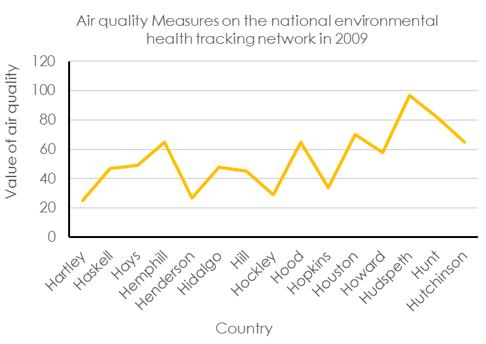 Air quality Measures on the national environmental
health tracking network in 2009
Value of air quality
120
100
80
60
40
20
0
Hartley
Haskell
Hays
Hemphill
Henderson
Hidalgo
Hill
Hockley
Hood
Hopkins
Houston
Howard
Hudspeth
Hunt
Hutchinson
Country